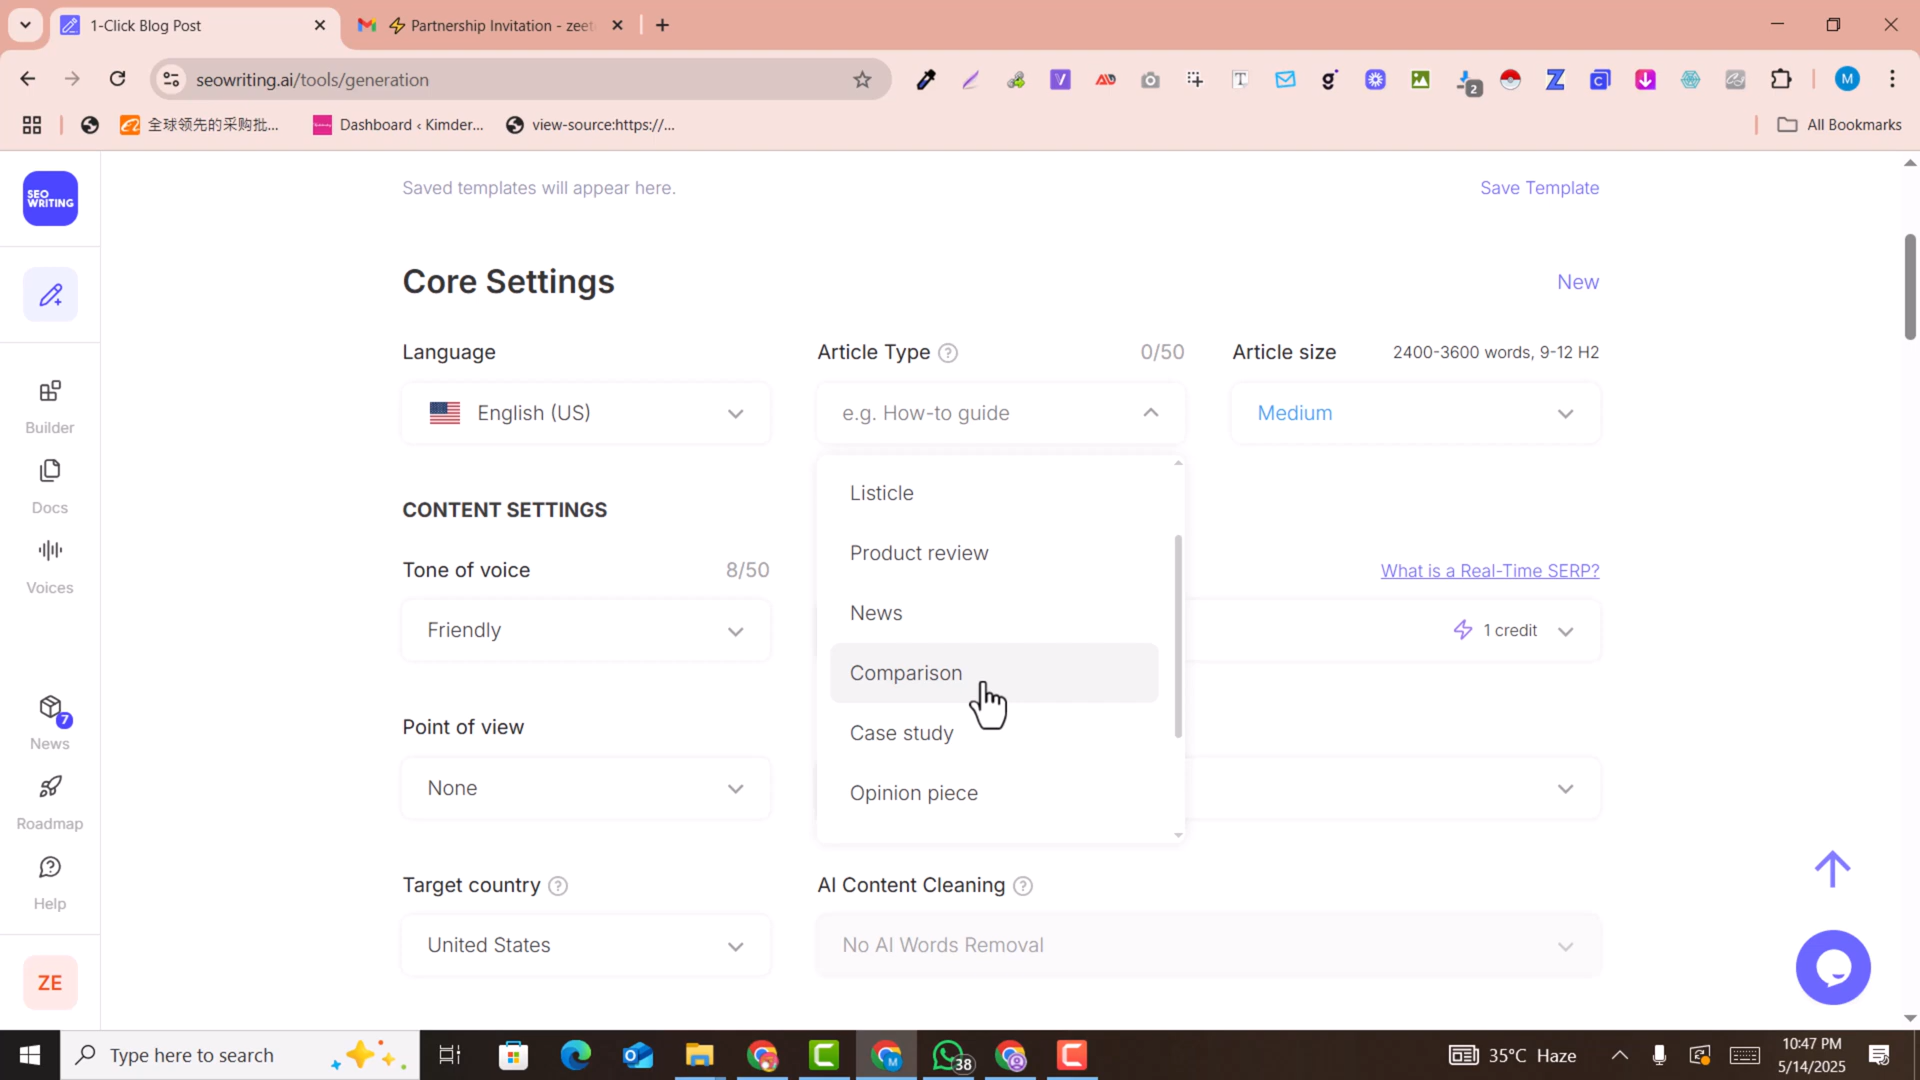 1-Click Blog Post
Partnership Invitation - zeet
seowriting.ai/tools/generation
2
M
全球领先的采购批...
Dashboard ‹ Kimder...
view-source:https://...
All Bookmarks
SEO
WRITING
Builder
Docs
Voices
7
News
Roadmap
Help
ZE
Saved templates will appear here.
Save Template
Core Settings
New
Language
Article Type ?
0/50
Article size
2400-3600 words, 9-12 H2
English (US)
e.g. How-to guide
Medium
Listicle
Product review
News
Comparison
Case study
Opinion piece
CONTENT SETTINGS
Tone of voice
8/50
What is a Real-Time SERP?
Friendly
1 credit
Point of view
None
Target country ?
AI Content Cleaning ?
United States
No AI Words Removal
Type here to search
38
35°C Haze
10:47 PM
5/14/2025